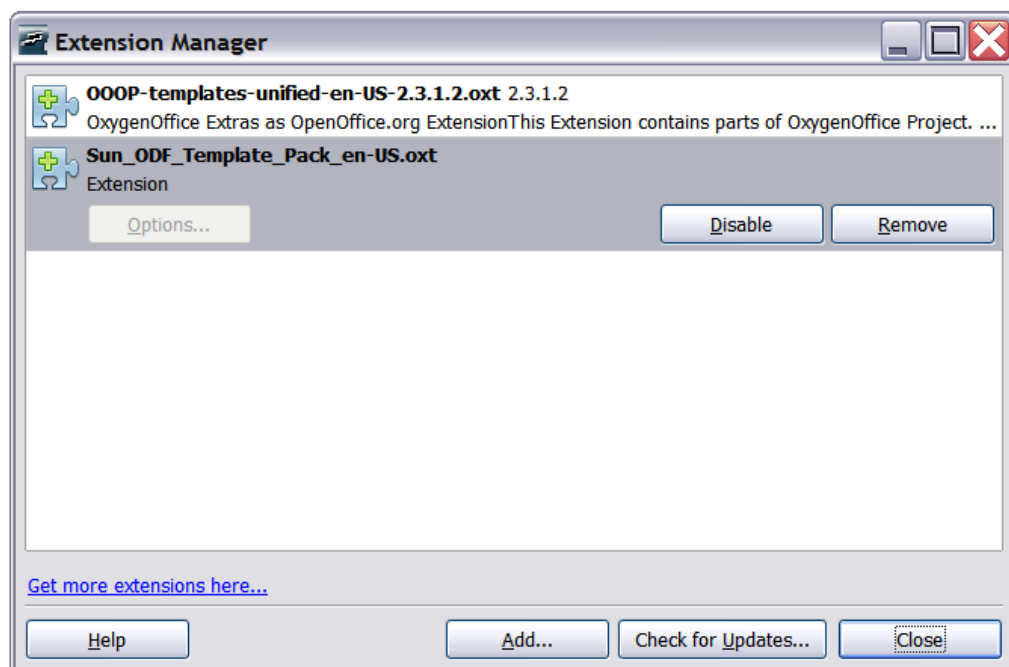 Extension Manager
OOOP-templates-unified-en-US-2.3.1.2.oxt 2.3.1.2
OxygenOffice Extras as OpenOffice.org ExtensionThis Extension contains parts of OxygenOffice Project. ...
Sun_ODF_Template_Pack_en-US.oxt
Extension
Options... Disable Remove
Get more extensions here...
Help Add... Check for Updates... Close